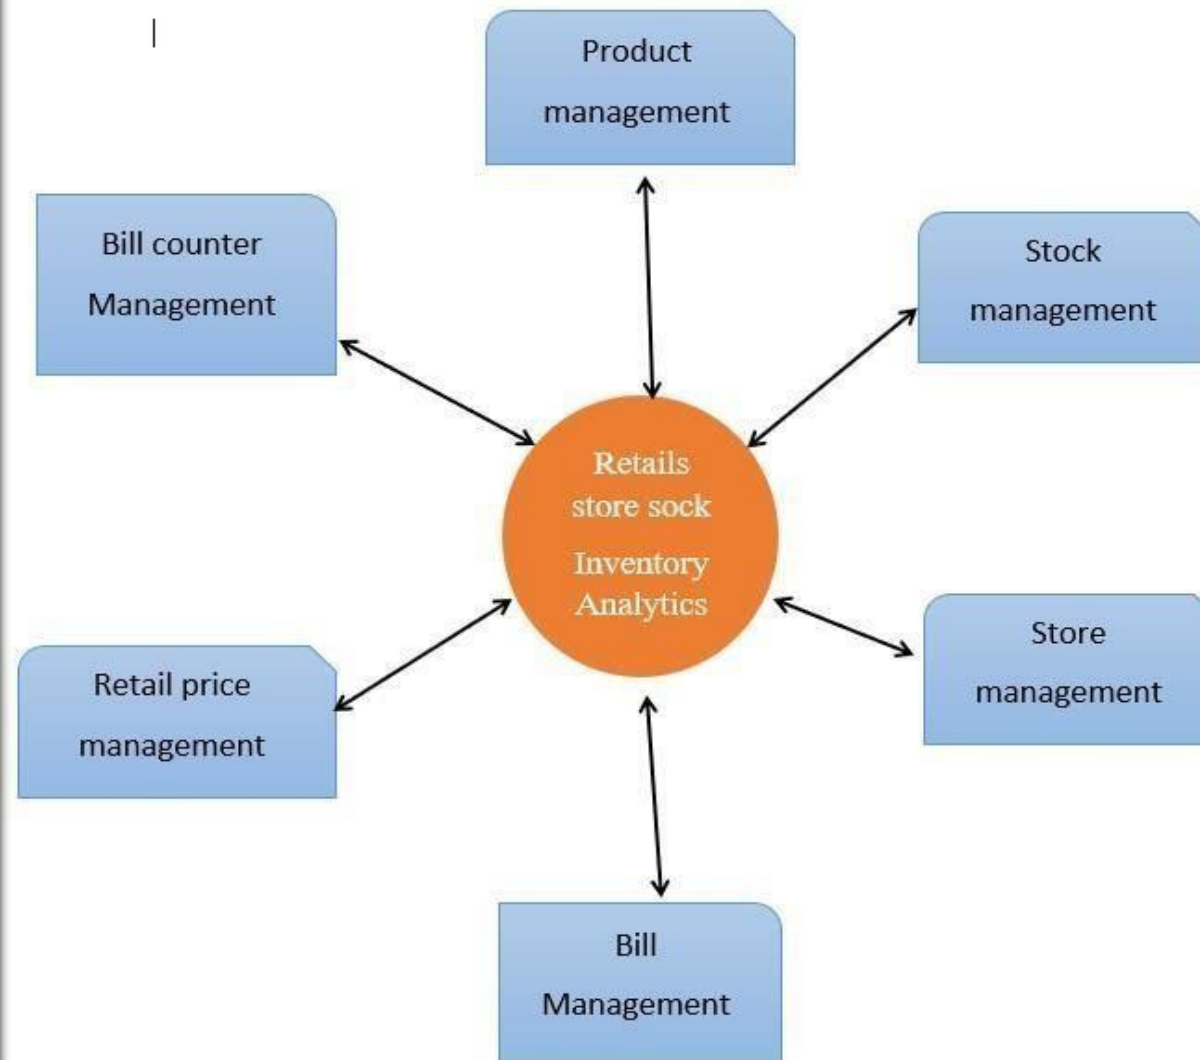 Product
management
Bill counter
Management
Stock
management
Retails
store sock
Inventory
Analytics
Store
management
Retail price
management
Bill
Management